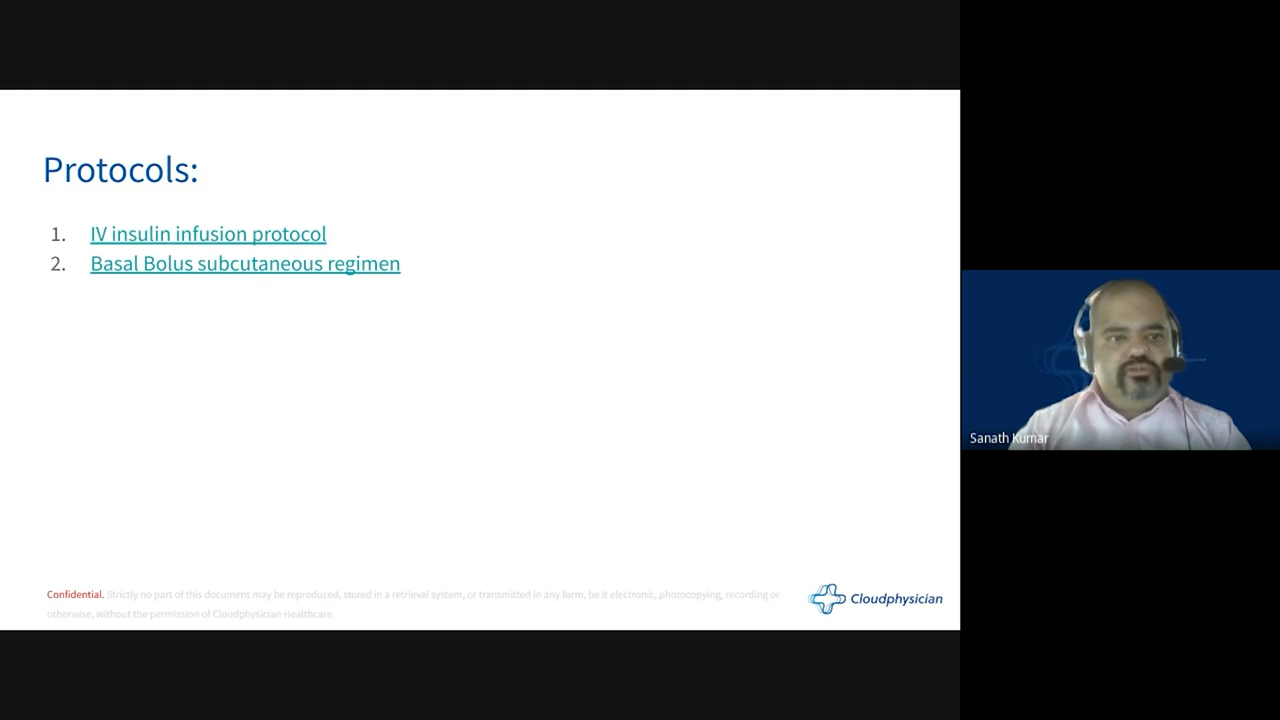 Protocols:
1. IV insulin infusion protocol
2. Basal Bolus subcutaneous regimen
Confidential. Strictly no part of this document may be reproduced, stored in a retrieval system, or transmitted in any form, be it electronic, photocopying, recording or
otherwise, without the permission of Cloudphysician Healthcare.
Cloudphysician
Sanath Kumar